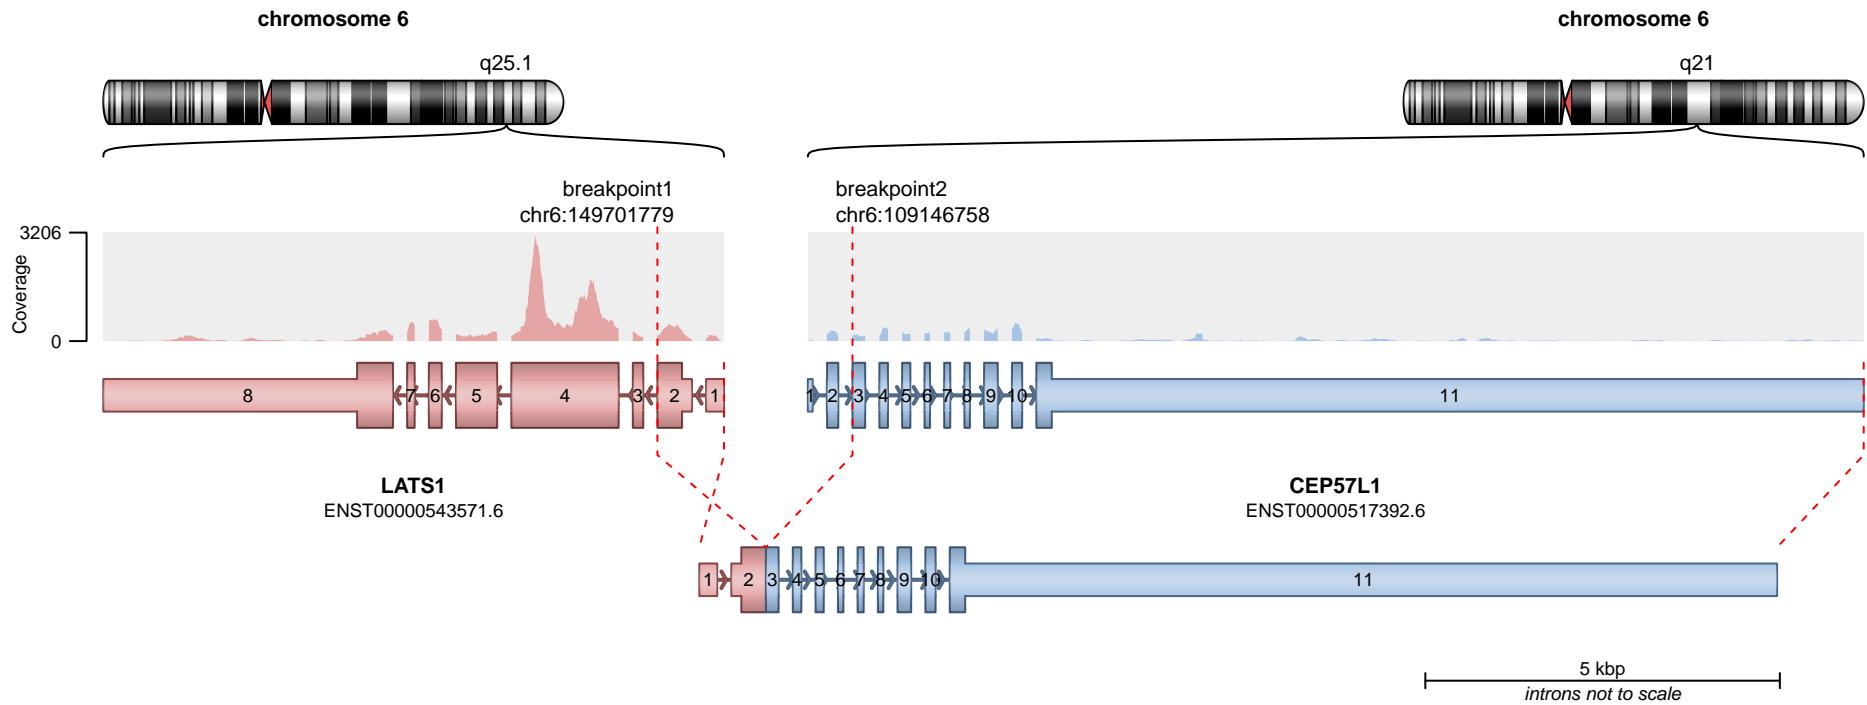 chromosome 6
chromosome 6
q25.1
q21
breakpoint1
chr6:149701779
breakpoint2
chr6:109146758
3206
0
Coverage
8 7 6 5 4 3 2 1
1 2 3 4 5 6 7 8 9 10 11
LATS1
ENST00000543571.6
CEP57L1
ENST00000517392.6
1 2 3 4 5 6 7 8 9 10 11
5 kbp
introns not to scale